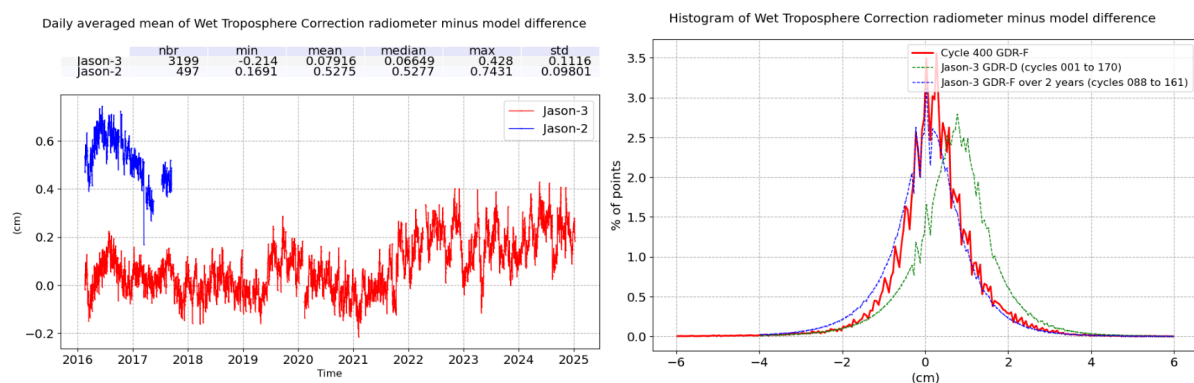 Daily averaged mean of Wet Troposphere Correction radiometer minus model difference
nbr min mean median max std
Jason-3 3199 -0.214 0.07916 0.06649 0.428 0.1116
Jason-2 497 0.1691 0.5275 0.5277 0.7431 0.09801
Jason-3
Jason-2
0.6
0.4
0.2
0.0
−0.2
(cm)
2016 2017 2018 2019 2020 2021 2022 2023 2024 2025
Time
Histogram of Wet Troposphere Correction radiometer minus model difference
Cycle 400 GDR-F
Jason-3 GDR-D (cycles 001 to 170)
Jason-3 GDR-F over 2 years (cycles 088 to 161)
3.5
3.0
2.5
2.0
1.5
1.0
0.5
0.0
% of points
−6 −4 −2 0 2 4 6
(cm)